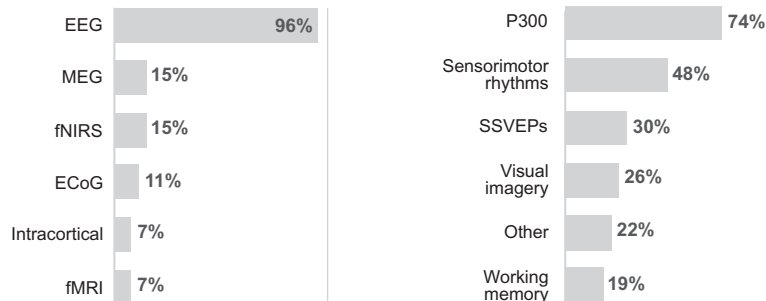 EEG 96%
MEG 15%
fNIRS 15%
ECoG 11%
Intracortical 7%
fMRI 7%
P300 74%
Sensorimotor
rhythms 48%
SSVEPs 30%
Visual
imagery 26%
Other 22%
Working
memory 19%